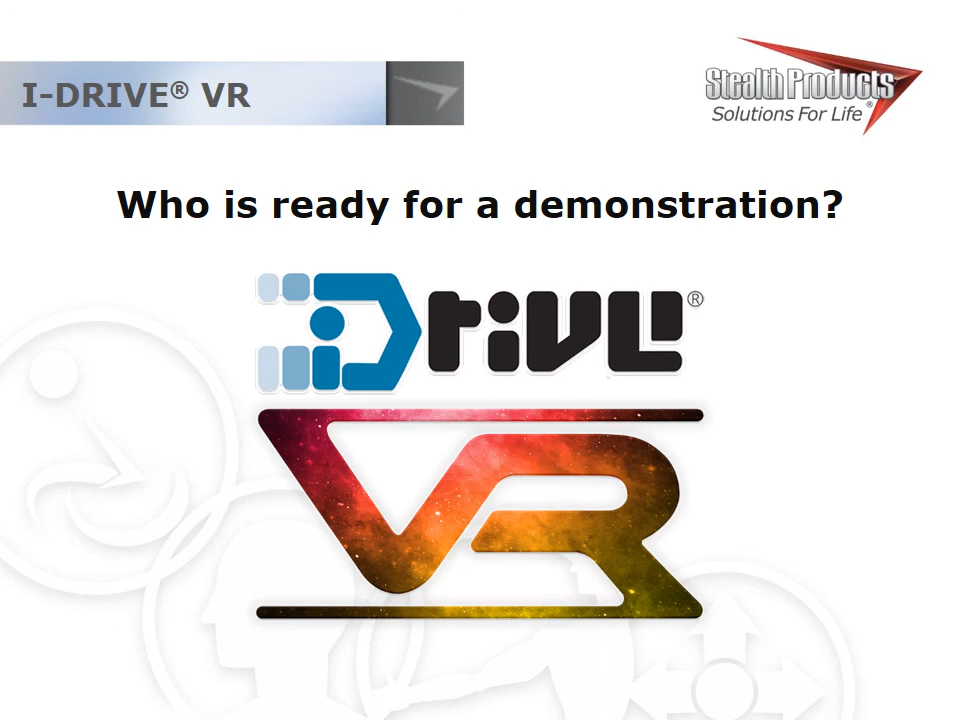 I-DRIVE® VR
Stealth Products®
Solutions For Life
Who is ready for a demonstration?
iDrive®
VR